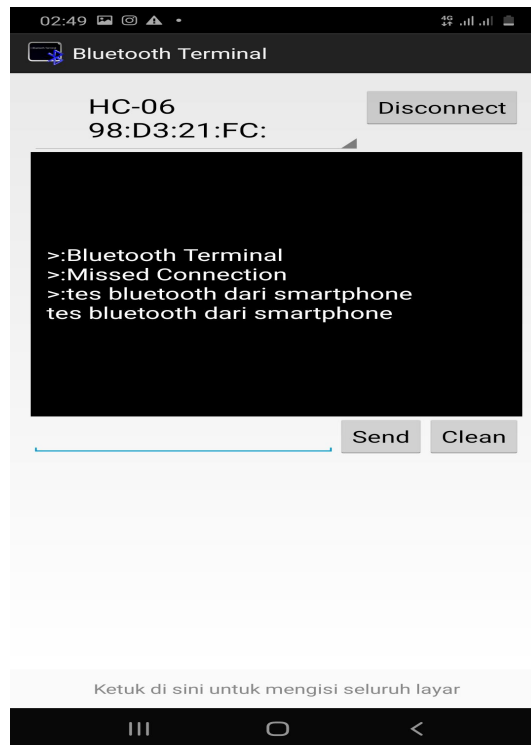 02:49
4G
Bluetooth Terminal
HC-06
98:D3:21:FC:
Disconnect
>:Bluetooth Terminal
>:Missed Connection
>:tes bluetooth dari smartphone
tes bluetooth dari smartphone
Send
Clean
Ketuk di sini untuk mengisi seluruh layar